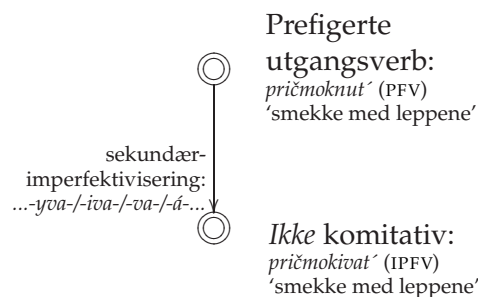 Prefigerte
utgangsverb:
pričmoknut´ (PFV)
‘smekke med leppene’
sekundær-
imperfektivisering:
...-yva-/-iva-/-va-/-á-...
Ikke komitativ:
pričmokivat´ (IPFV)
‘smekke med leppene’